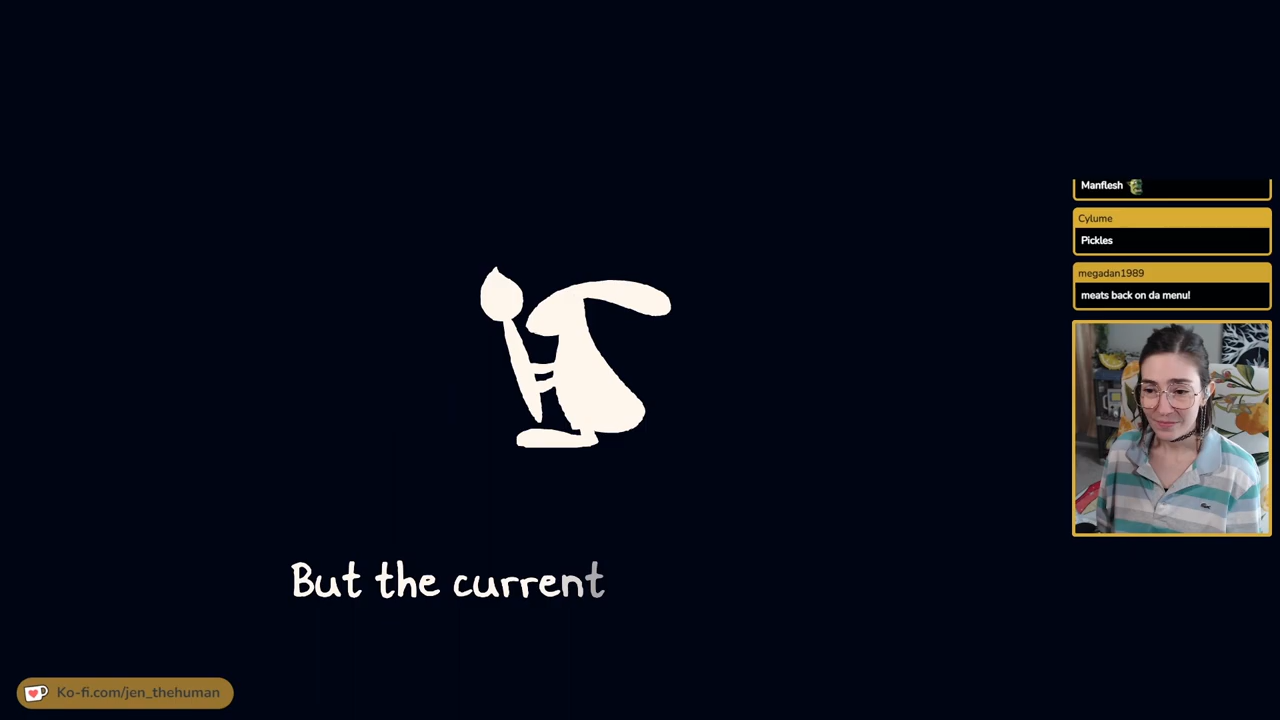 Manflesh
Cylume
Pickles
megadan1989
meats back on da menu!
But the current
Ko-fi.com/jen_thehuman